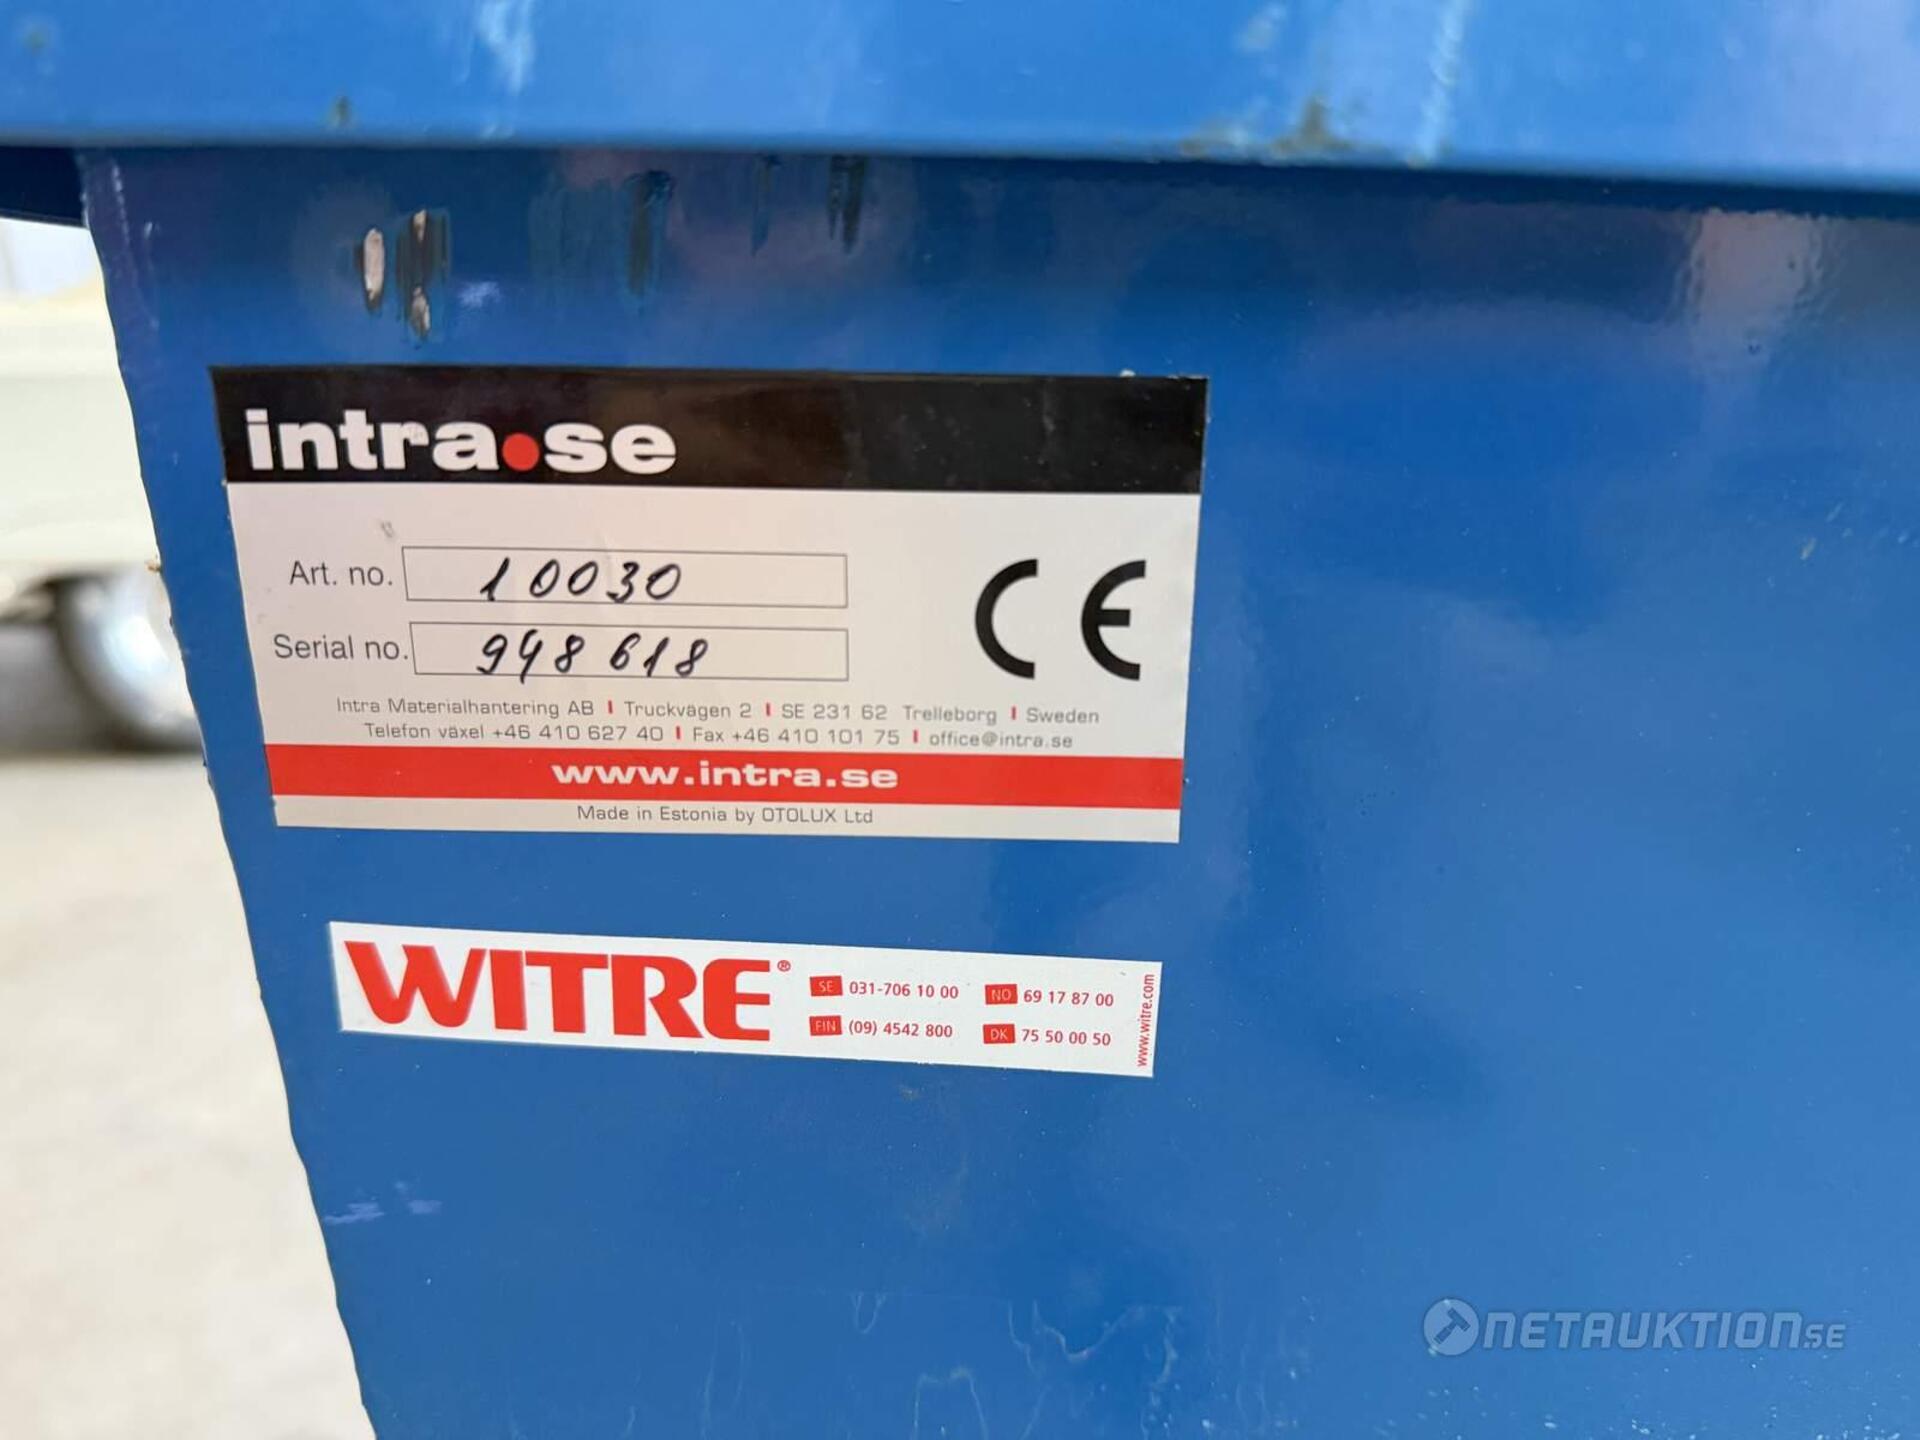 intra.se
Art. no. 10030
Serial no. 948618
CE
Intra Materialhantering AB | Truckvägen 2 | SE 231 62 Trelleborg | Sweden
Telefon växel +46 410 627 40 | Fax +46 410 101 75 | office@intra.se
www.intra.se
Made in Estonia by OTOLUX Ltd
WITRE®
SE 031-706 10 00 NO 69 17 87 00
FIN (09) 4542 800 DK 75 50 00 50
www.witre.com
NETAUKTION.SE